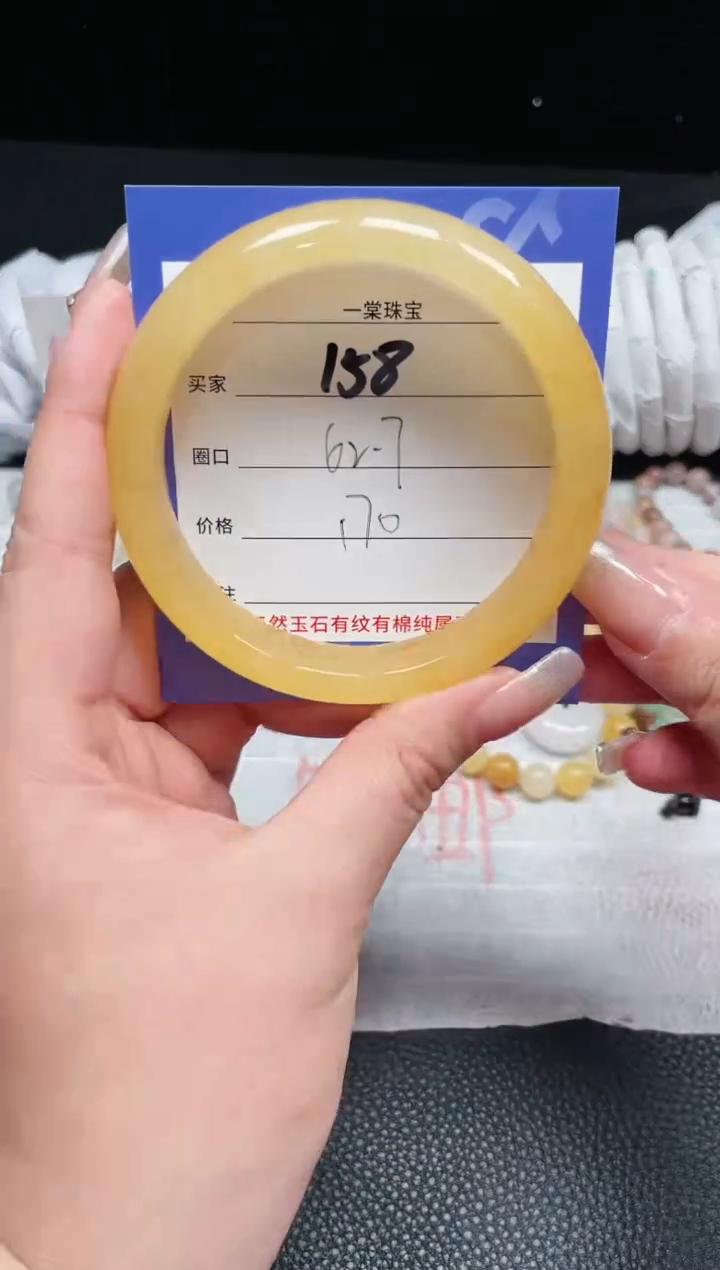 一棠珠宝
买家 158
圈口 62-7
价格 170
注
然玉石有纹有棉纯属